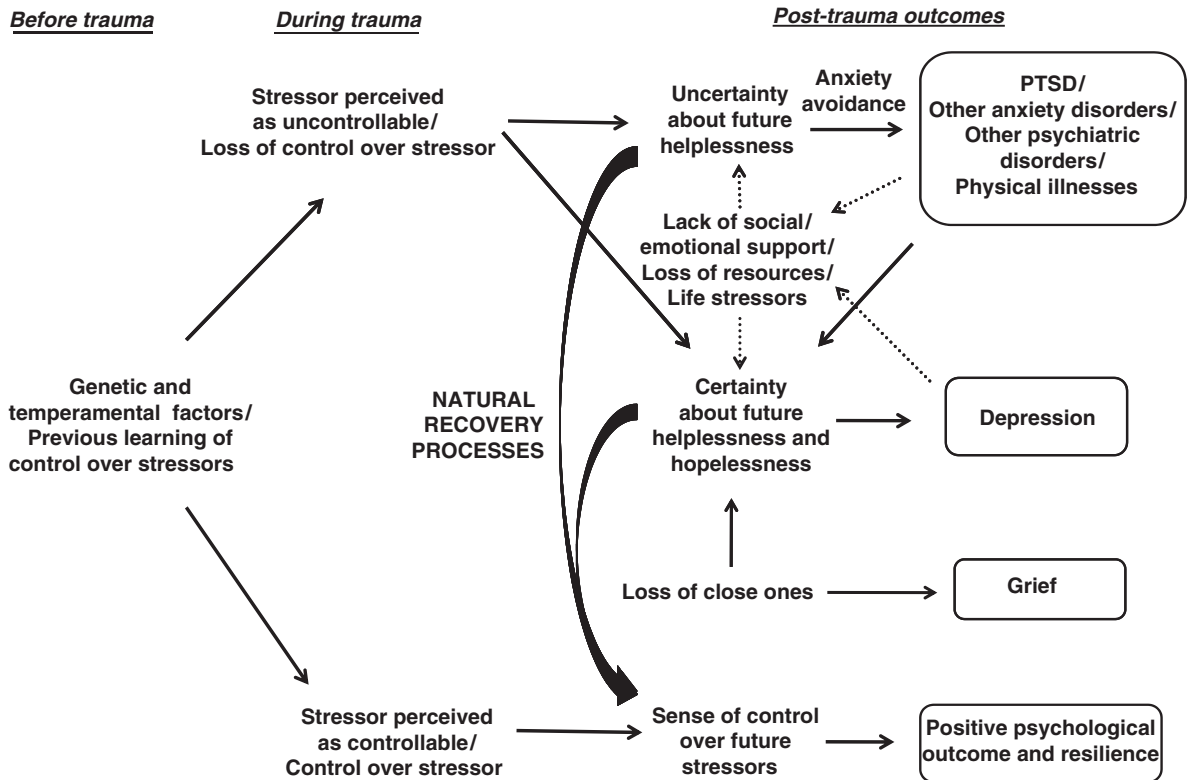 Before trauma
During trauma
Post-trauma outcomes
Stressor perceived
as uncontrollable/
Loss of control over stressor
Uncertainty
about future
helplessness
Anxiety
avoidance
PTSD/
Other anxiety disorders/
Other psychiatric
disorders/
Physical illnesses
Lack of social/
emotional support/
Loss of resources/
Life stressors
Genetic and
temperamental factors/
Previous learning of
control over stressors
NATURAL
RECOVERY
PROCESSES
Certainty
about future
helplessness and
hopelessness
Depression
Loss of close ones
Grief
Stressor perceived
as controllable/
Control over stressor
Sense of control
over future
stressors
Positive psychological
outcome and resilience